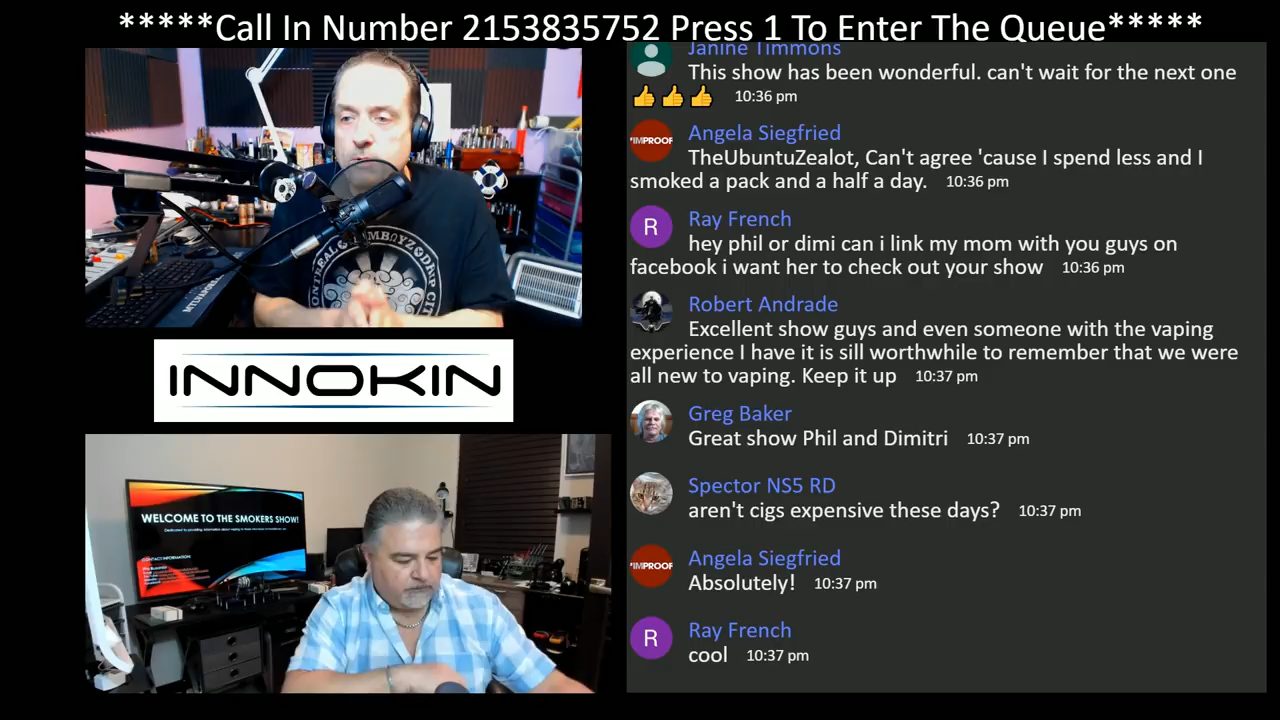 *****Call In Number 2153835752 Press 1 To Enter The Queue*****
Janine Timmons
This show has been wonderful. can't wait for the next one
👍👍👍 10:36 pm
'IMPROOF
Angela Siegfried
TheUbuntuZealot, Can't agree 'cause I spend less and I
smoked a pack and a half a day. 10:36 pm
R
Ray French
hey phil or dimi can i link my mom with you guys on
facebook i want her to check out your show 10:36 pm
Robert Andrade
Excellent show guys and even someone with the vaping
experience I have it is sill worthwhile to remember that we were
all new to vaping. Keep it up 10:37 pm
Greg Baker
Great show Phil and Dimitri 10:37 pm
Spector NS5 RD
aren't cigs expensive these days? 10:37 pm
'IMPROOF
Angela Siegfried
Absolutely! 10:37 pm
R
Ray French
cool 10:37 pm
INNOKIN
WELCOME TO THE SMOKERS SHOW!
CONTACT INFORMATION